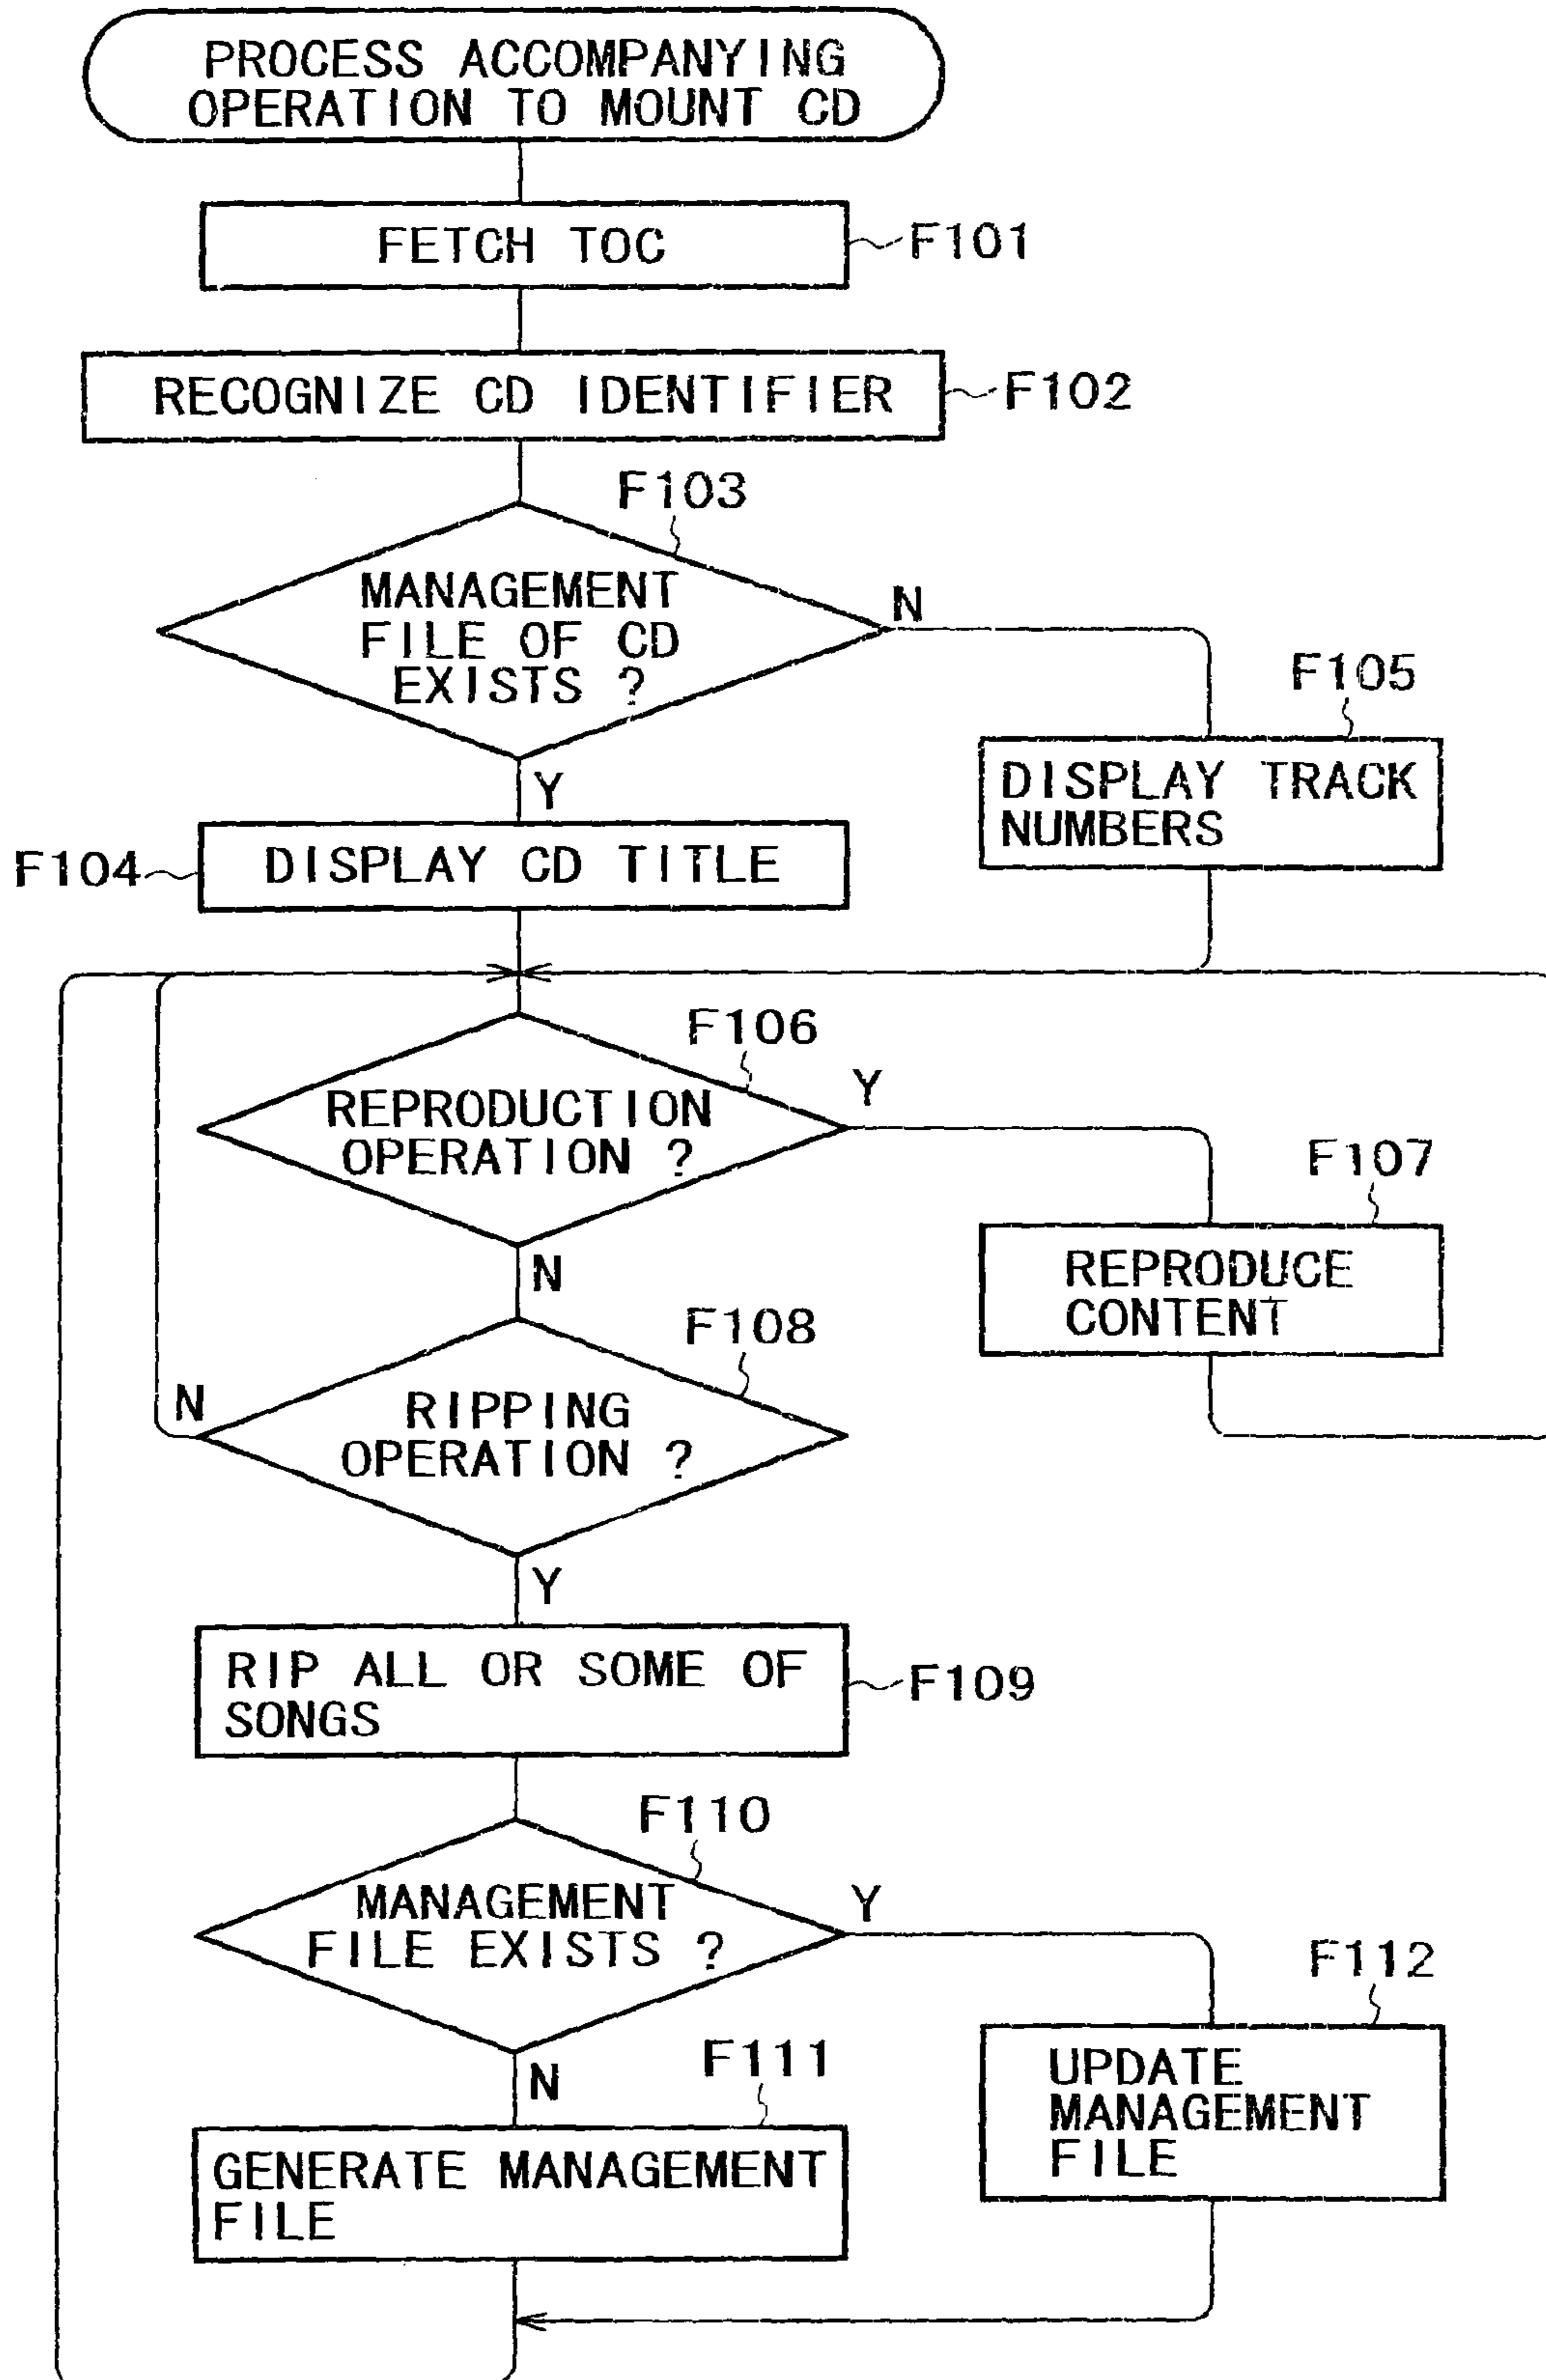 PROCESS ACCOMPANYING
OPERATION TO MOUNT CD
FETCH TOC
F101
RECOGNIZE CD IDENTIFIER
F102
F103
MANAGEMENT
FILE OF CD
EXISTS ?
N
Y
F105
DISPLAY TRACK
NUMBERS
F104
DISPLAY CD TITLE
F106
REPRODUCTION
OPERATION ?
Y
N
F107
REPRODUCE
CONTENT
F108
RIPPING
OPERATION ?
N
Y
RIP ALL OR SOME OF
SONGS
F109
F110
MANAGEMENT
FILE EXISTS ?
Y
N
F112
UPDATE
MANAGEMENT
FILE
F111
GENERATE MANAGEMENT
FILE